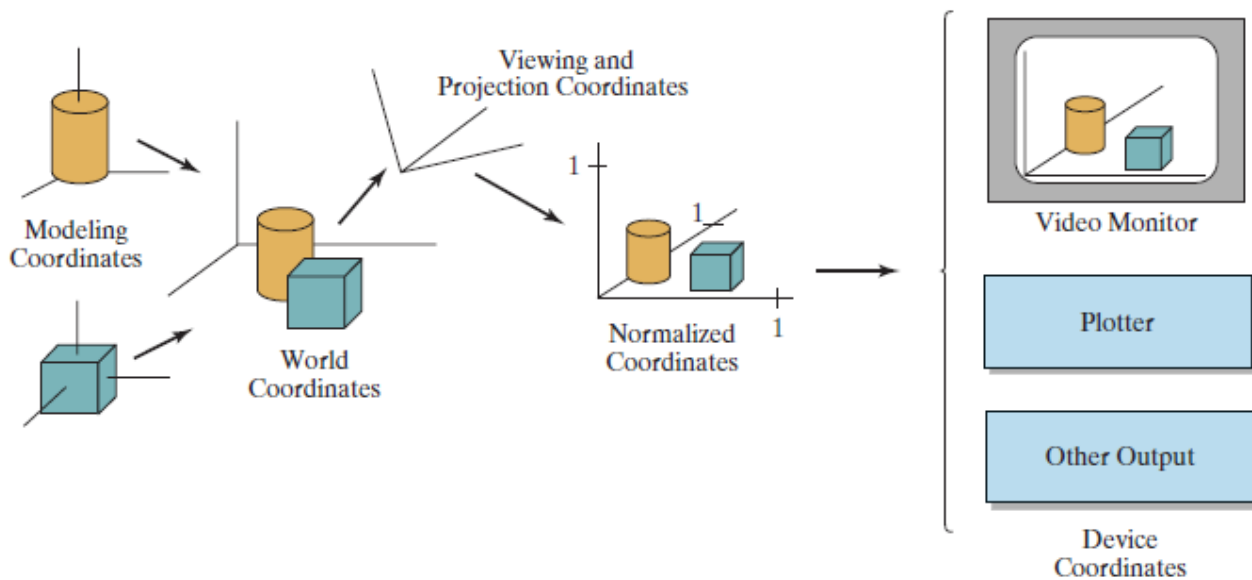 Viewing and
Projection Coordinates
Modeling
Coordinates
World
Coordinates
1
1
1
Normalized
Coordinates
Video Monitor
Plotter
Other Output
Device
Coordinates